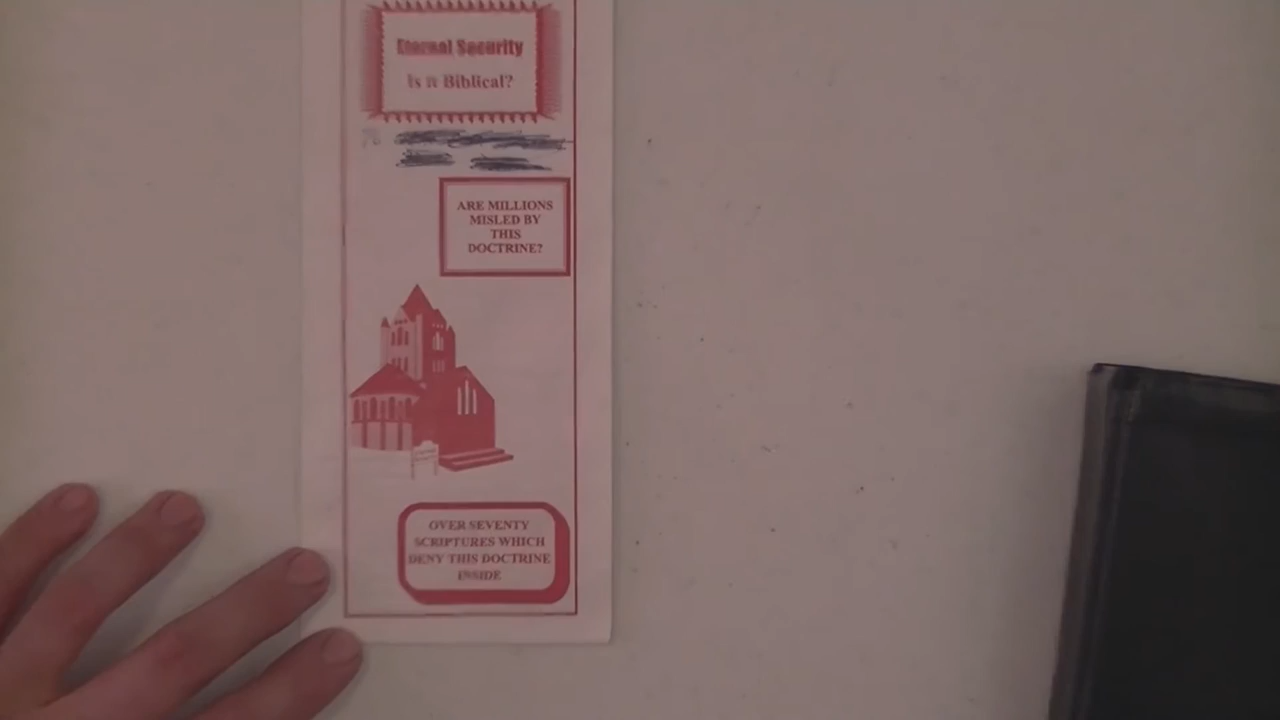 Eternal Security
Is it Biblical?
ARE MILLIONS
MISLED BY
THIS
DOCTRINE?
OVER SEVENTY
SCRIPTURES WHICH
DENY THIS DOCTRINE
INSIDE